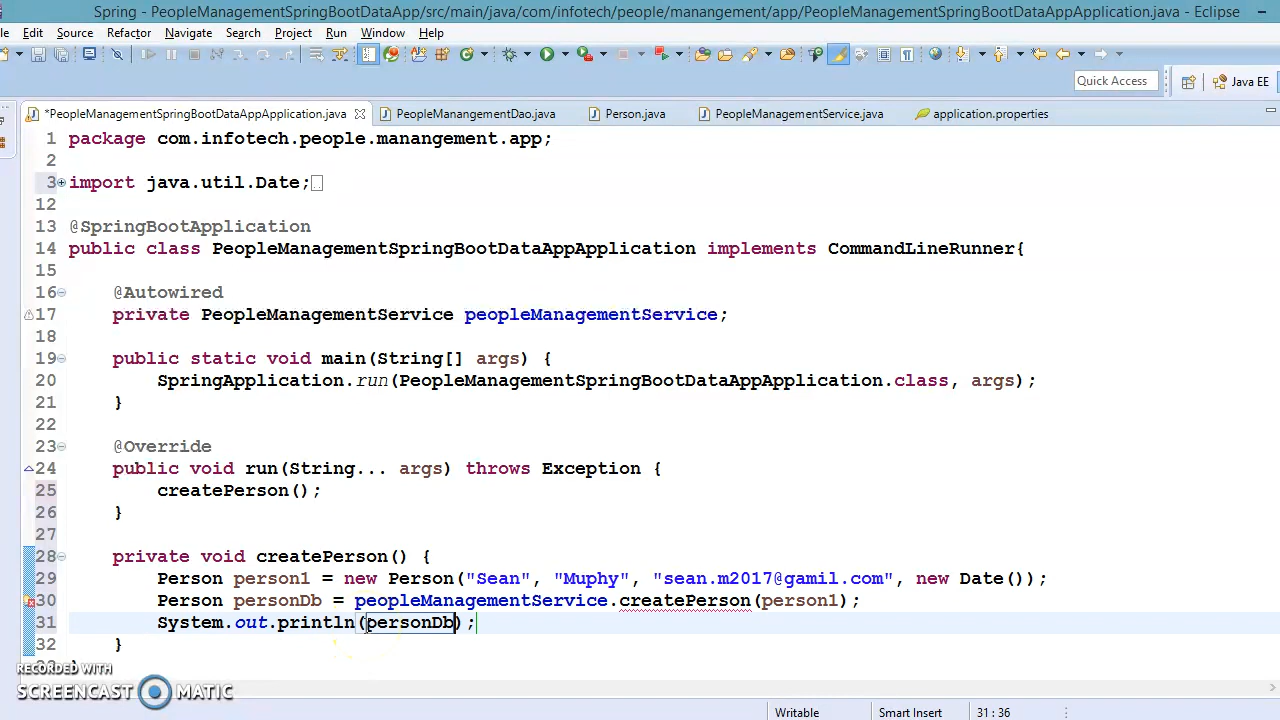 Spring - PeopleManagementSpringBootDataApp/src/main/java/com/infotech/people/manangement/app/PeopleManagementSpringBootDataAppApplication.java - Eclipse
Edit Source Refactor Navigate Search Project Run Window Help
Quick Access Java EE
*PeopleManagementSpringBootDataAppApplication.java PeopleManangementDao.java Person.java PeopleManagementService.java application.properties
1 package com.infotech.people.manangement.app;
2
3 import java.util.Date;
12
13 @SpringBootApplication
14 public class PeopleManagementSpringBootDataAppApplication implements CommandLineRunner{
15
16 @Autowired
17 private PeopleManagementService peopleManagementService;
18
19 public static void main(String[] args) {
20 SpringApplication.run(PeopleManagementSpringBootDataAppApplication.class, args);
21 }
22
23 @Override
24 public void run(String... args) throws Exception {
25 createPerson();
26 }
27
28 private void createPerson() {
29 Person person1 = new Person("Sean", "Muphy", "sean.m2017@gamil.com", new Date());
30 Person personDb = peopleManagementService.createPerson(person1);
31 System.out.println(personDb);
32 }
RECORDED WITH
SCREENCAST MATIC
Writable Smart Insert 31 : 36